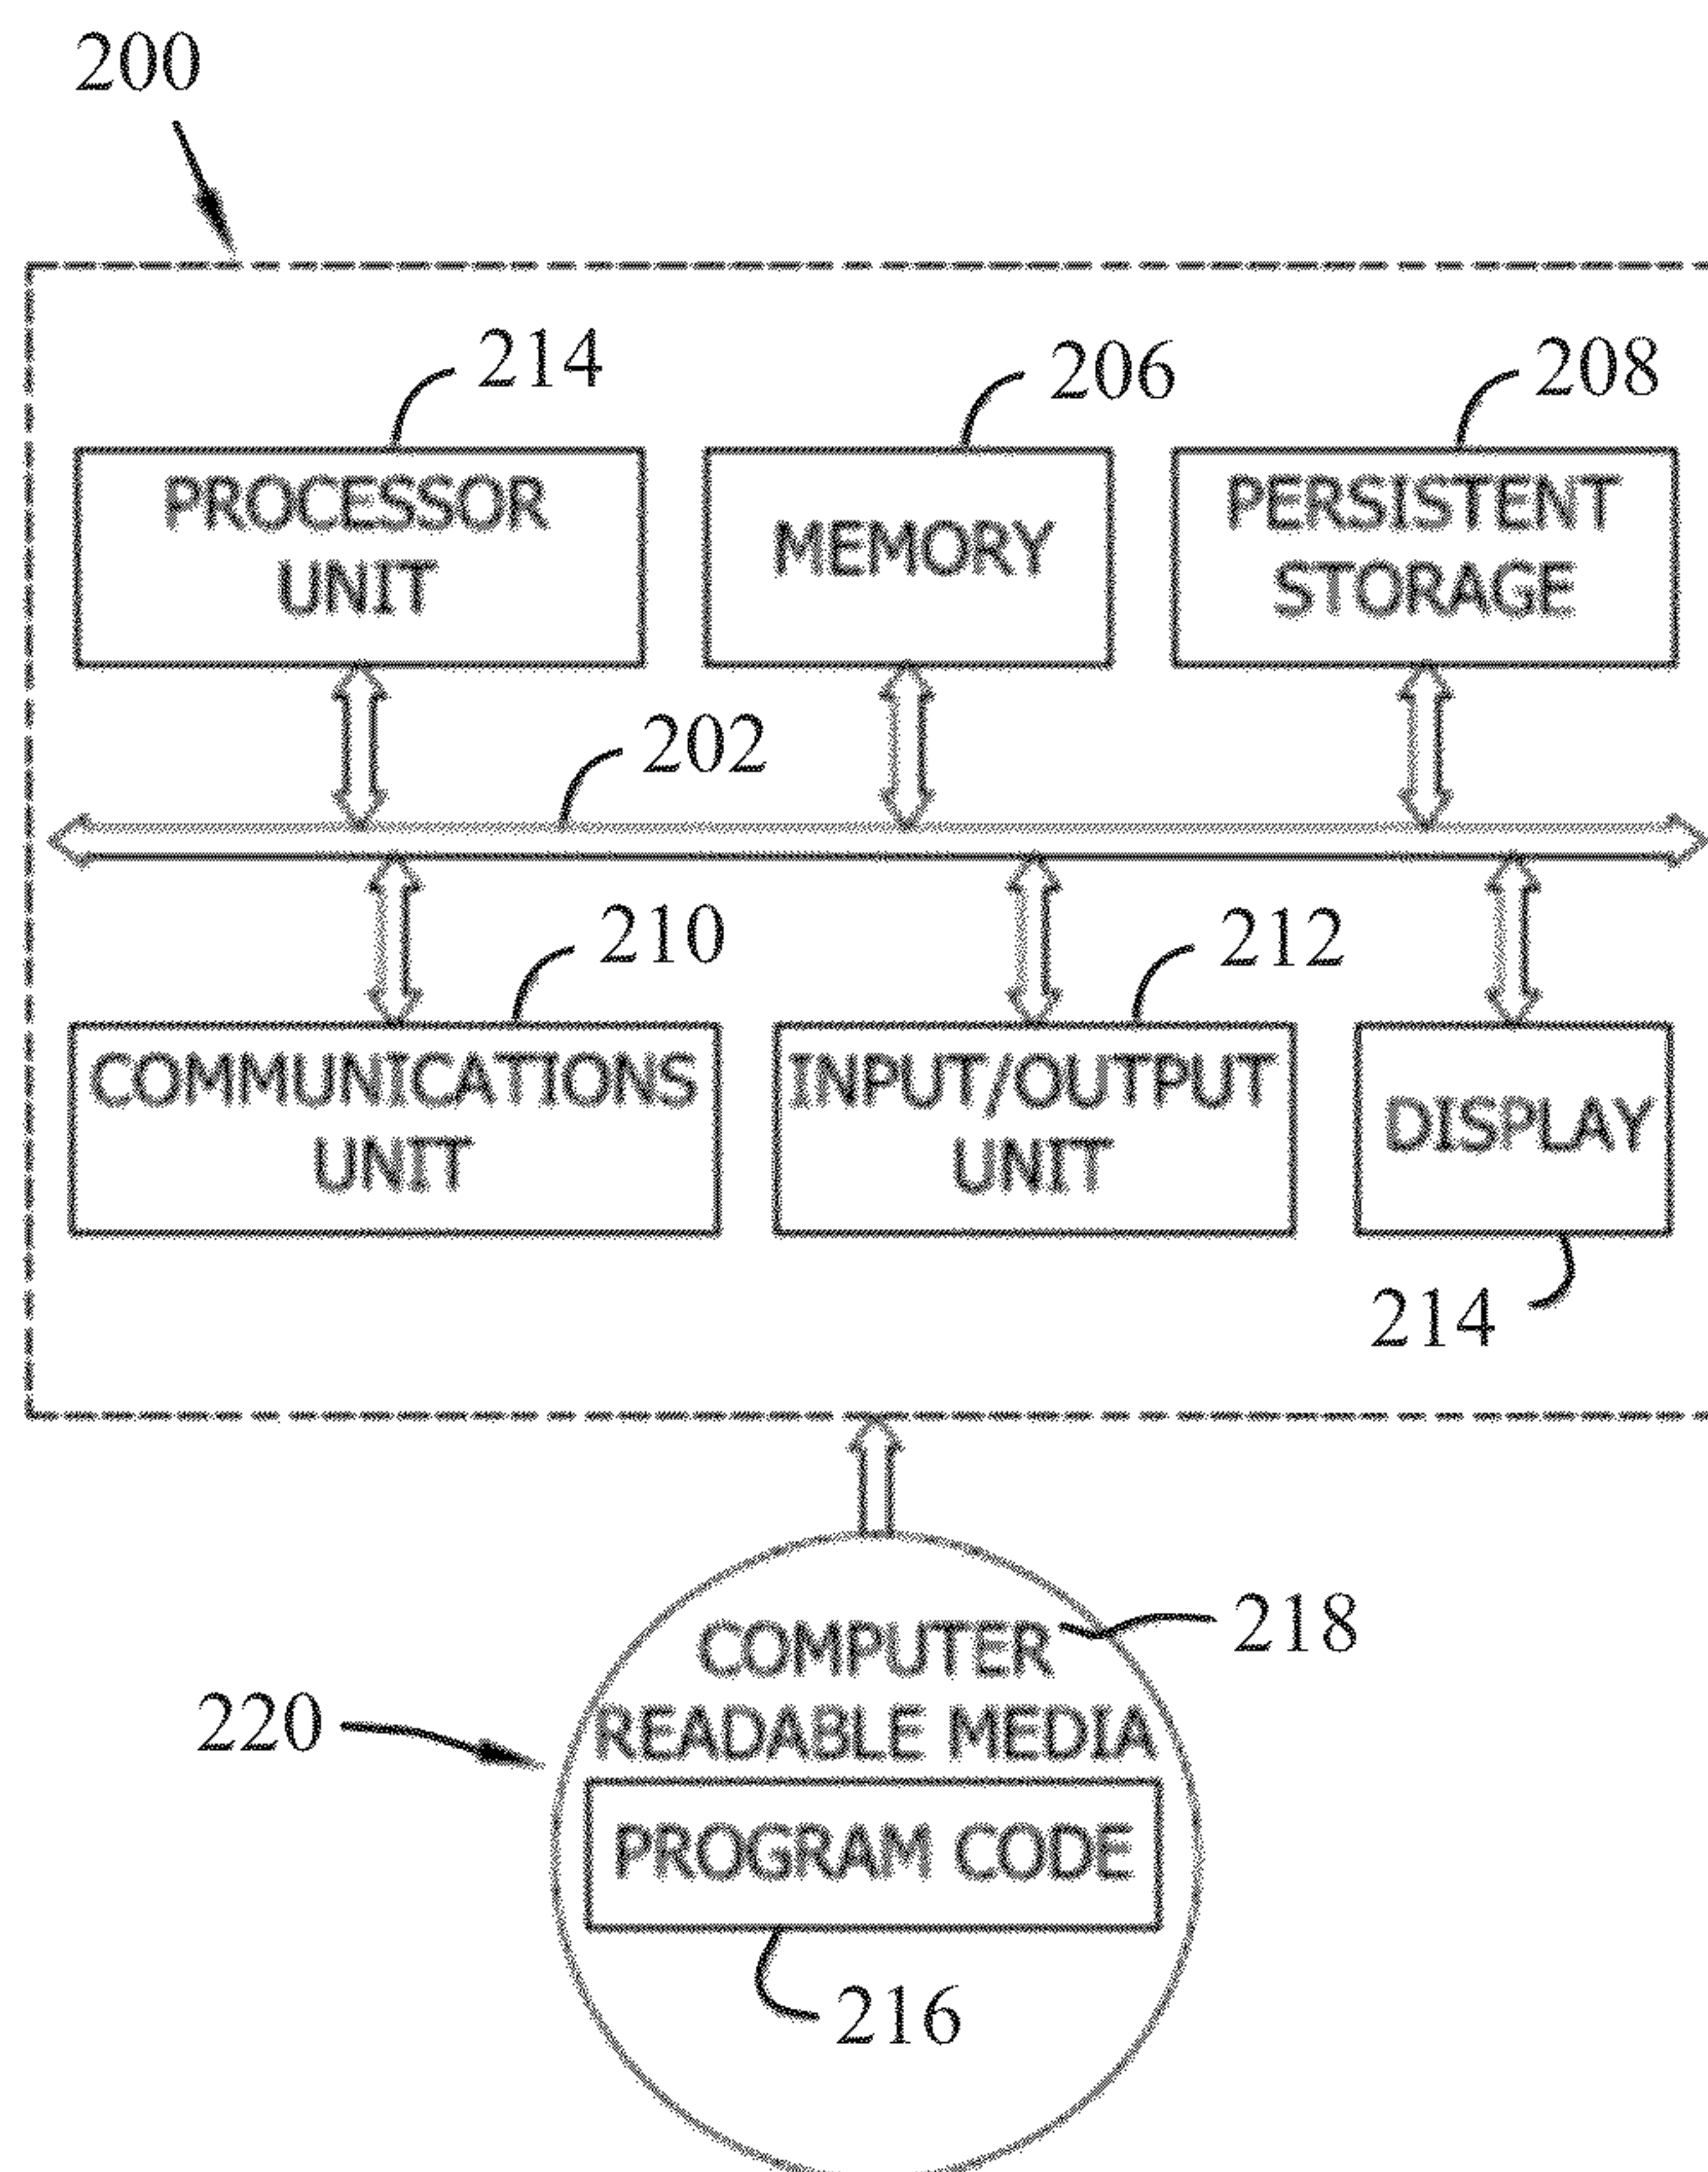 200
214
206
208
PROCESSOR
UNIT
MEMORY
PERSISTENT
STORAGE
202
210
212
COMMUNICATIONS
UNIT
INPUT/OUTPUT
UNIT
DISPLAY
214
COMPUTER
READABLE MEDIA
218
220
PROGRAM CODE
216